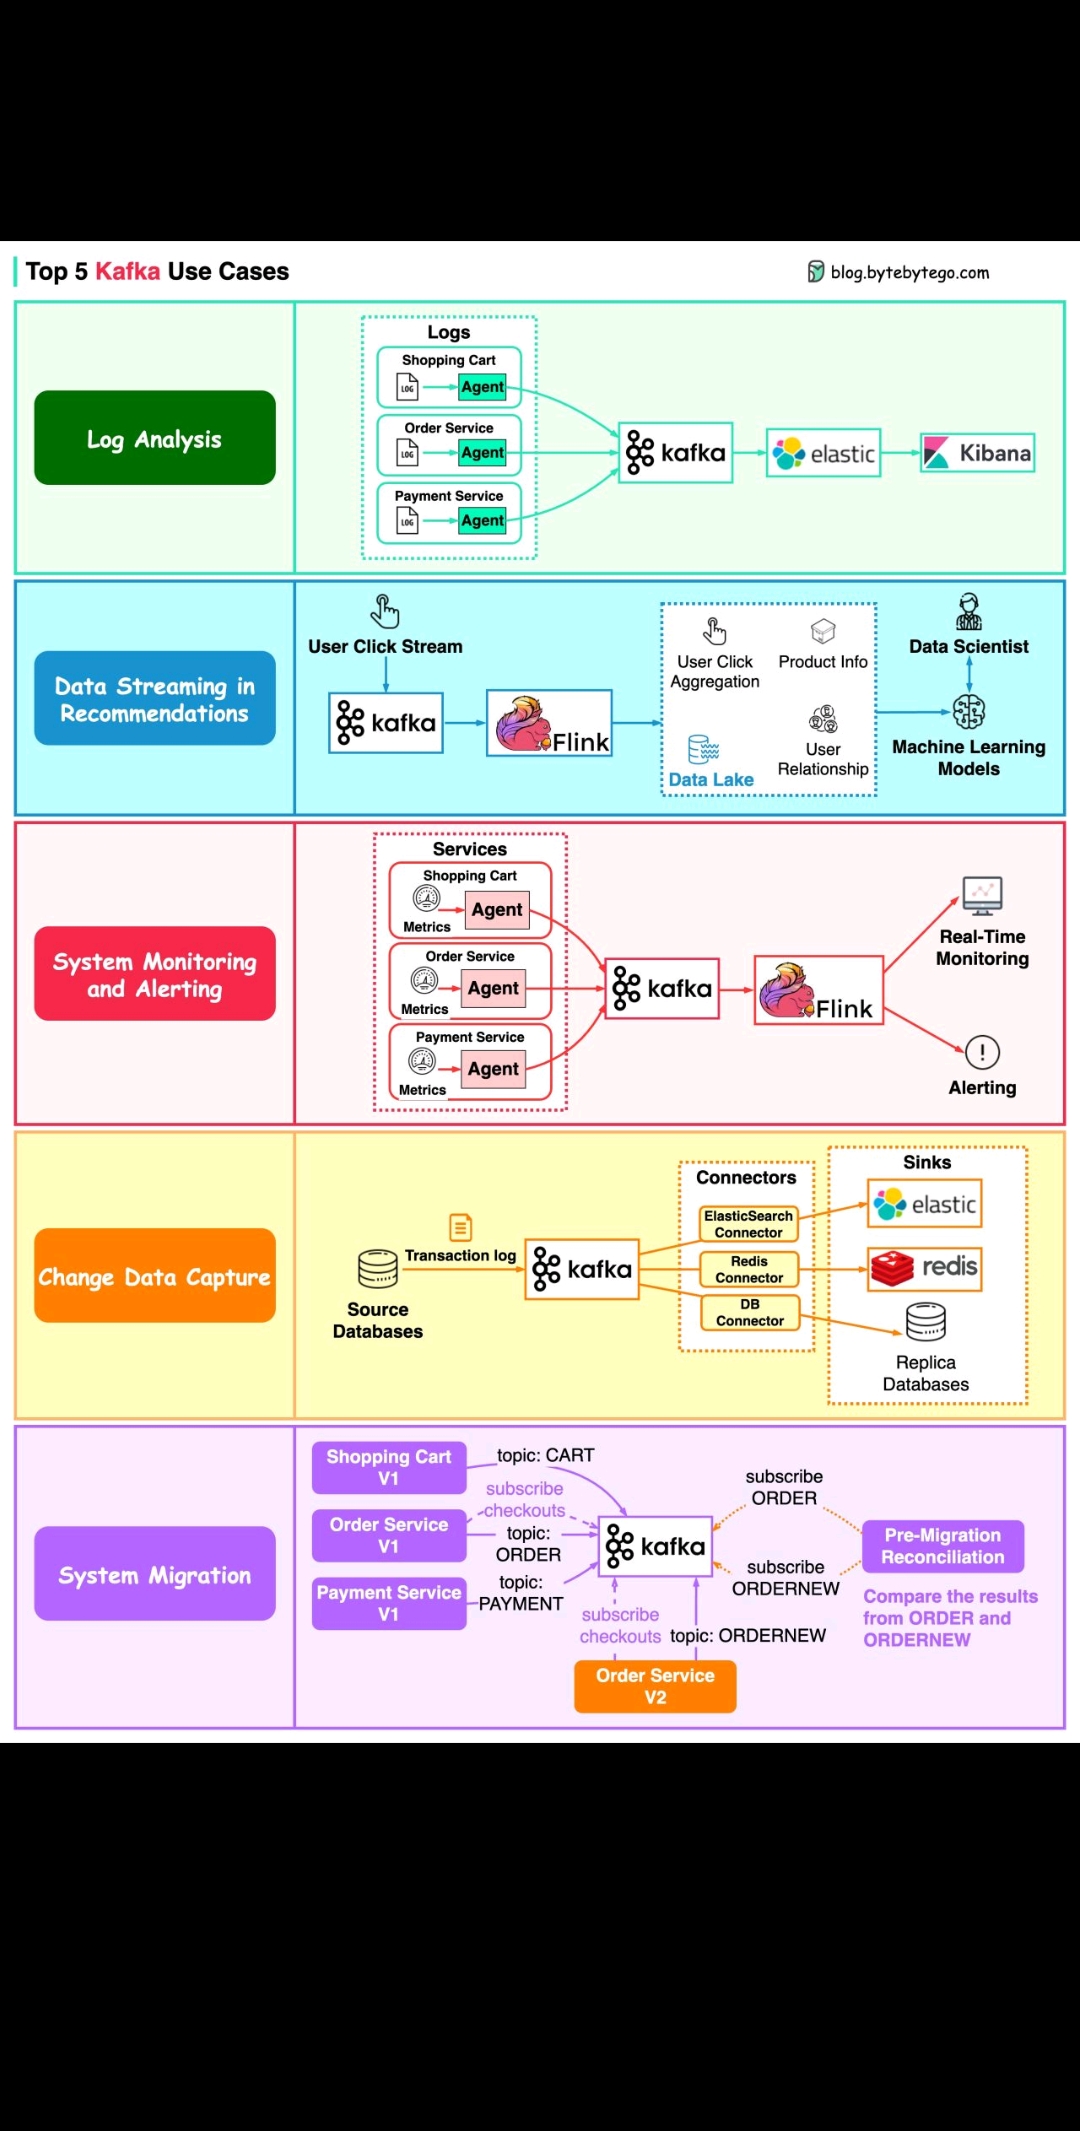 Top 5 Kafka Use Cases
blog.bytebytego.com
Log Analysis
Logs
Shopping Cart
LOG
Agent
Order Service
LOG
Agent
Payment Service
LOG
Agent
kafka
elastic
Kibana
Data Streaming in
Recommendations
User Click Stream
kafka
Flink
User Click
Aggregation
Product Info
Data Lake
User
Relationship
Data Scientist
Machine Learning
Models
System Monitoring
and Alerting
Services
Shopping Cart
Metrics
Agent
Order Service
Metrics
Agent
Payment Service
Metrics
Agent
kafka
Flink
Real-Time
Monitoring
!
Alerting
Change Data Capture
Source
Databases
Transaction log
kafka
Connectors
ElasticSearch
Connector
Redis
Connector
DB
Connector
Sinks
elastic
redis
Replica
Databases
System Migration
Shopping Cart
V1
topic: CART
subscribe
checkouts
Order Service
V1
topic:
ORDER
Payment Service
V1
topic:
PAYMENT
kafka
subscribe
ORDER
subscribe
ORDERNEW
Pre-Migration
Reconciliation
Compare the results
from ORDER and
ORDERNEW
subscribe
checkouts
topic: ORDERNEW
Order Service
V2